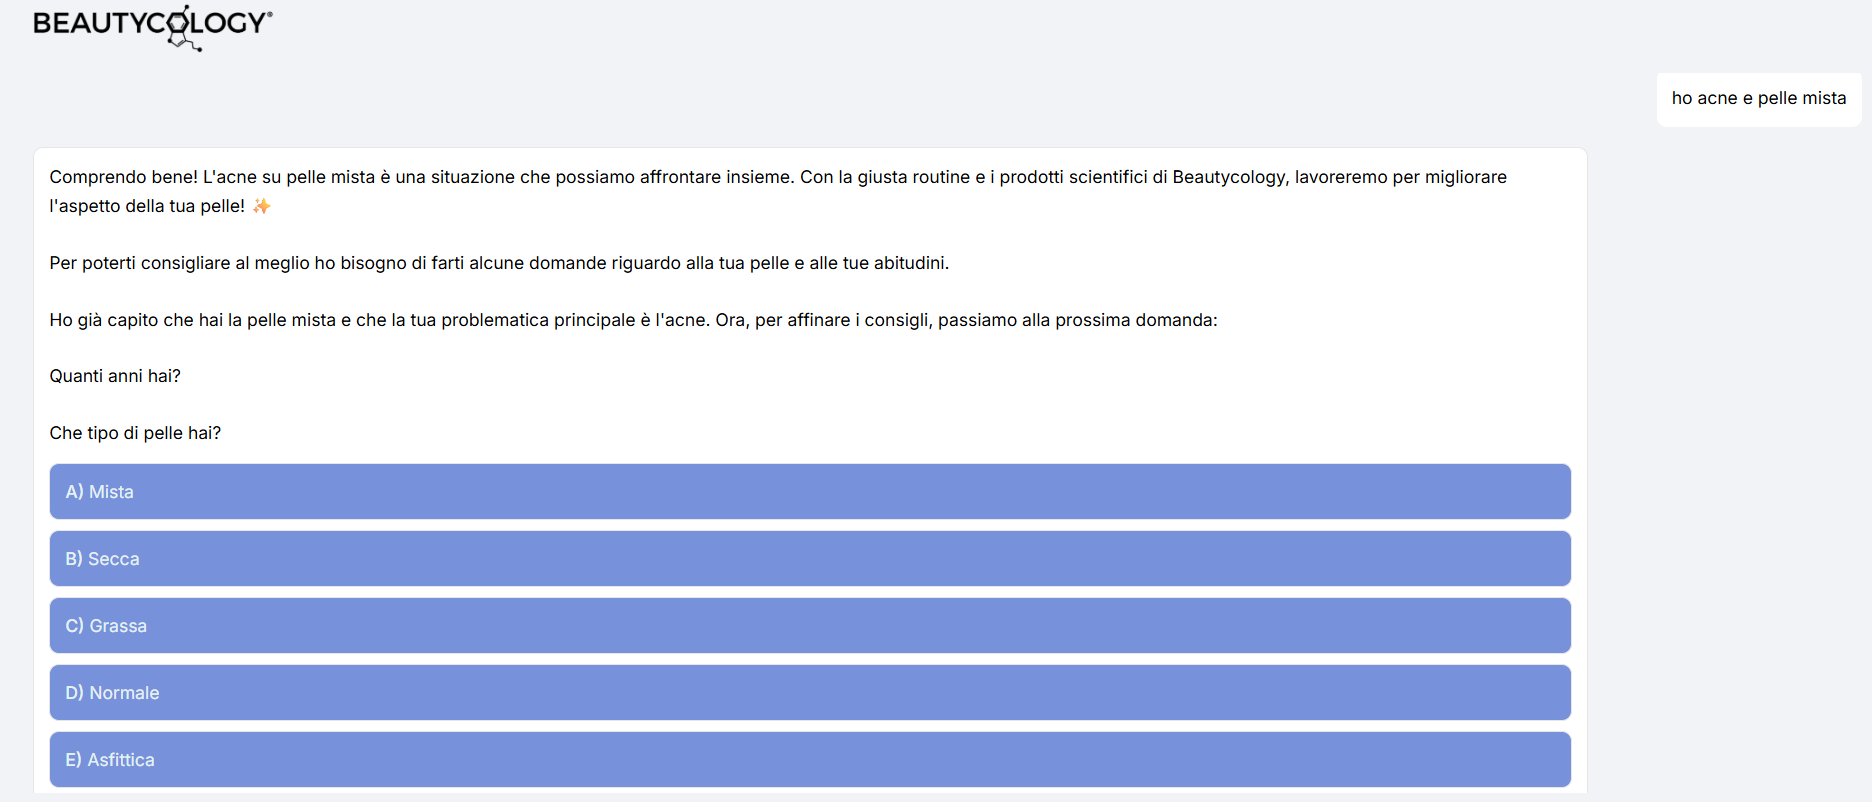 BEAUTYCOLOGY®
ho acne e pelle mista
Comprendo bene! L'acne su pelle mista è una situazione che possiamo affrontare insieme. Con la giusta routine e i prodotti scientifici di Beautycology, lavoreremo per migliorare
l'aspetto della tua pelle! ✨
Per poterti consigliare al meglio ho bisogno di farti alcune domande riguardo alla tua pelle e alle tue abitudini.
Ho già capito che hai la pelle mista e che la tua problematica principale è l'acne. Ora, per affinare i consigli, passiamo alla prossima domanda:
Quanti anni hai?
Che tipo di pelle hai?
A) Mista
B) Secca
C) Grassa
D) Normale
E) Asfittica